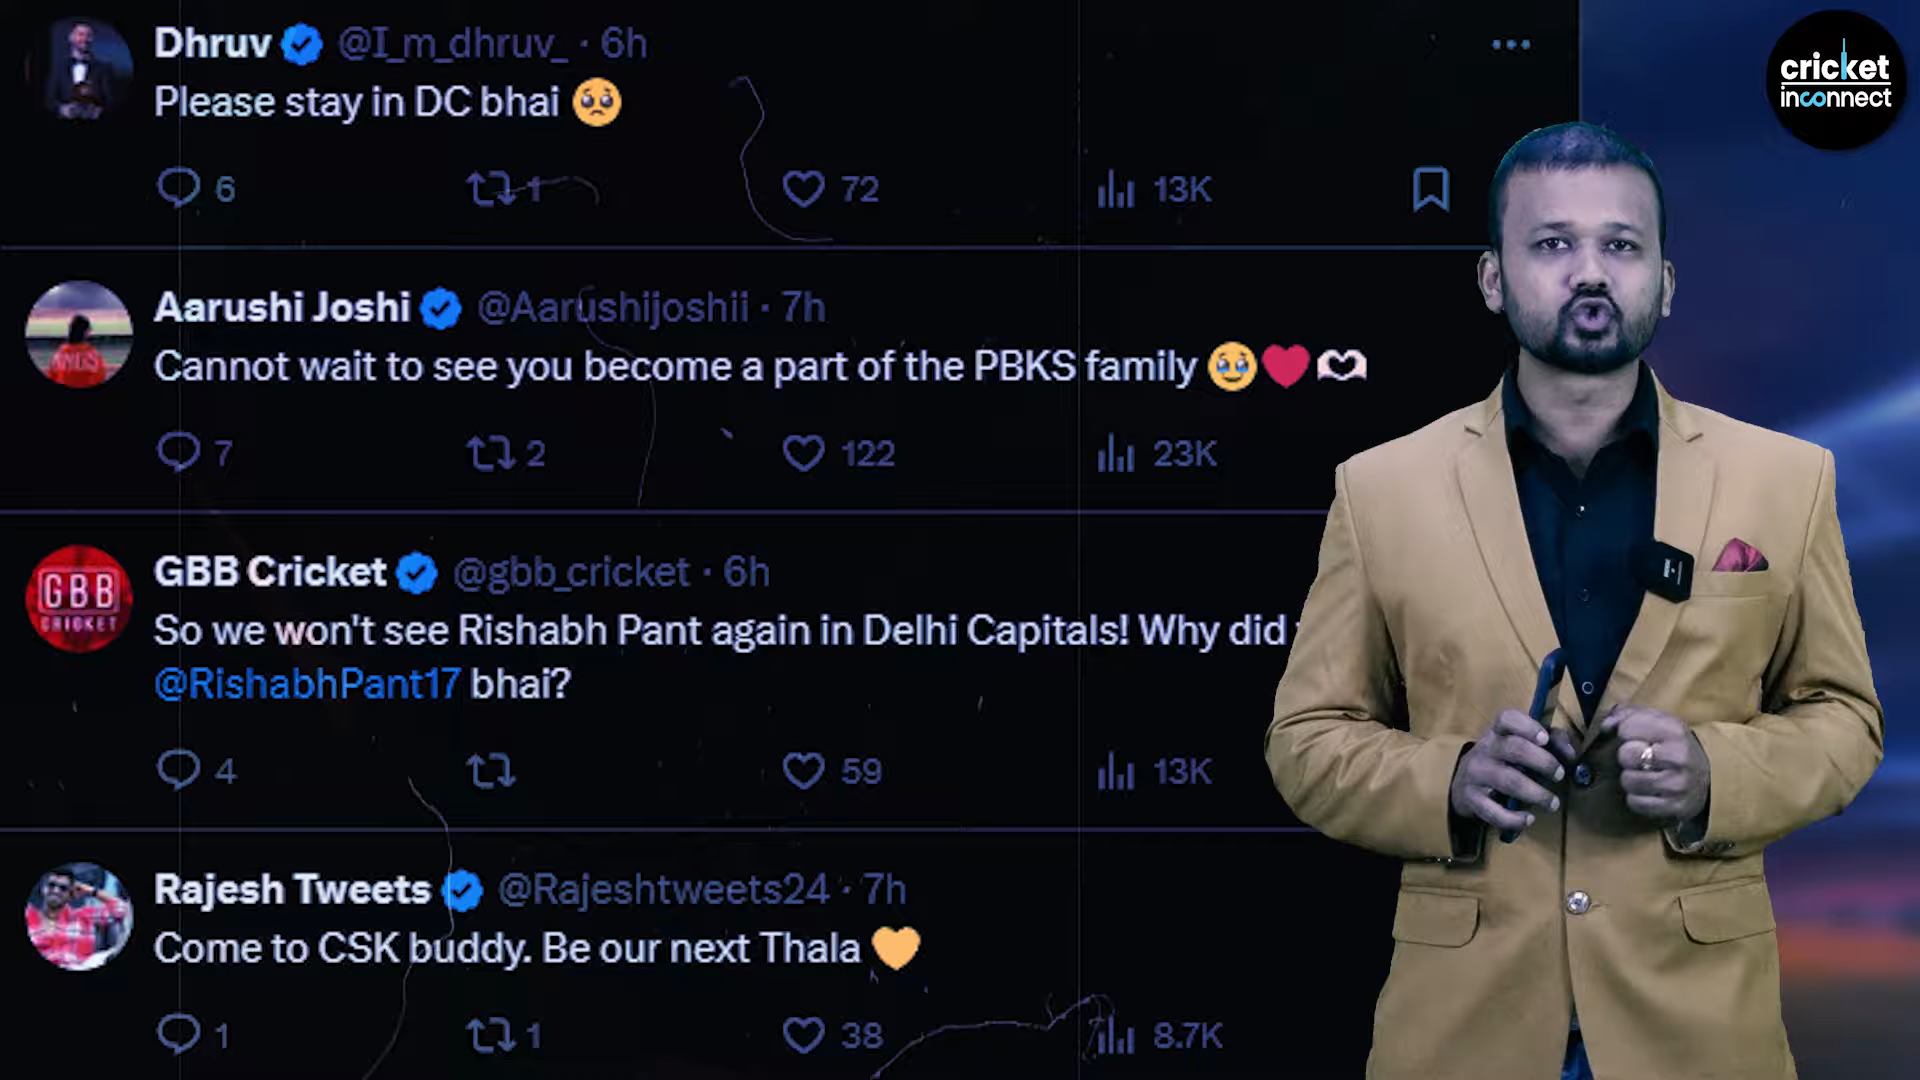 Dhruv @I_m_dhruv_ · 6h
Please stay in DC bhai 🥺
6 1 72 13K
Aarushi Joshi @Aarushijoshii · 7h
Cannot wait to see you become a part of the PBKS family 🥹❤️🫶
7 2 122 23K
GBB Cricket @gbb_cricket · 6h
So we won't see Rishabh Pant again in Delhi Capitals! Why did
@RishabhPant17 bhai?
4 59 13K
Rajesh Tweets @Rajeshtweets24 · 7h
Come to CSK buddy. Be our next Thala 🧡
1 1 38 8.7K
cricket
inconnect
GBB
CRICKET